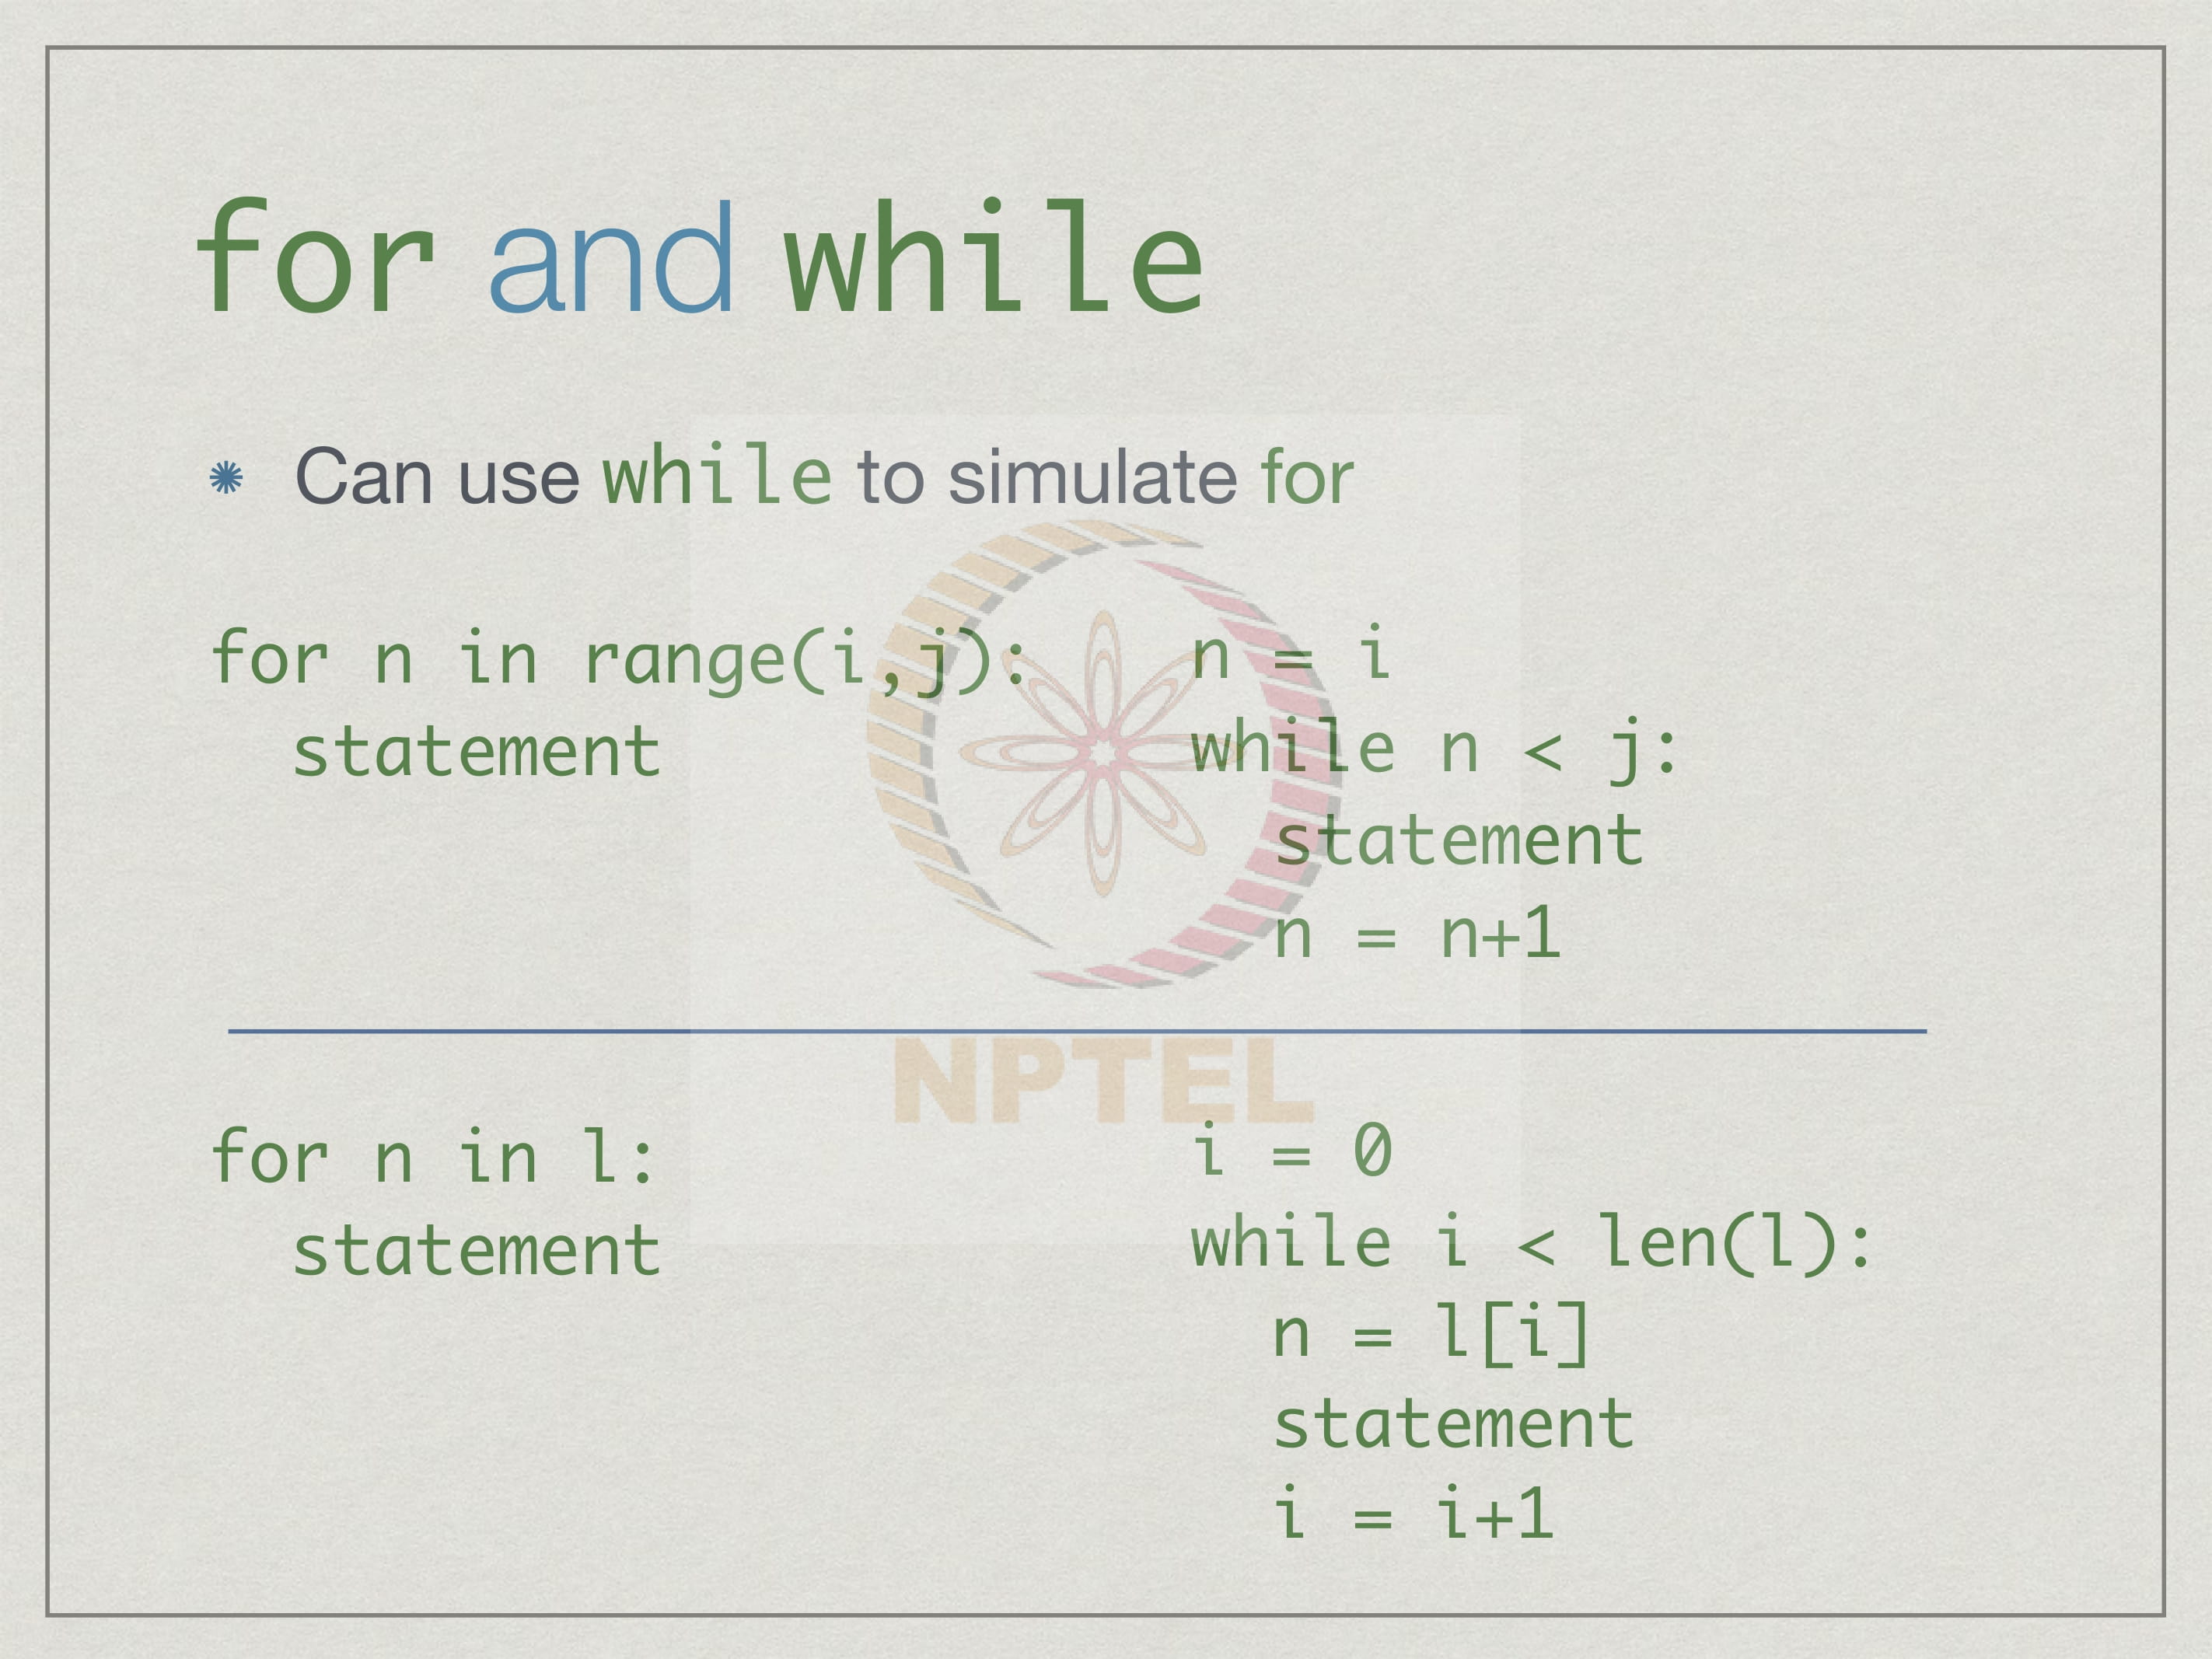 for and while
Can use while to simulate for
for n in range(i,j):
  statement
n = i
while n < j:
  statement
  n = n+1
NPTEL
for n in l:
  statement
i = 0
while i < len(l):
  n = l[i]
  statement
  i = i+1